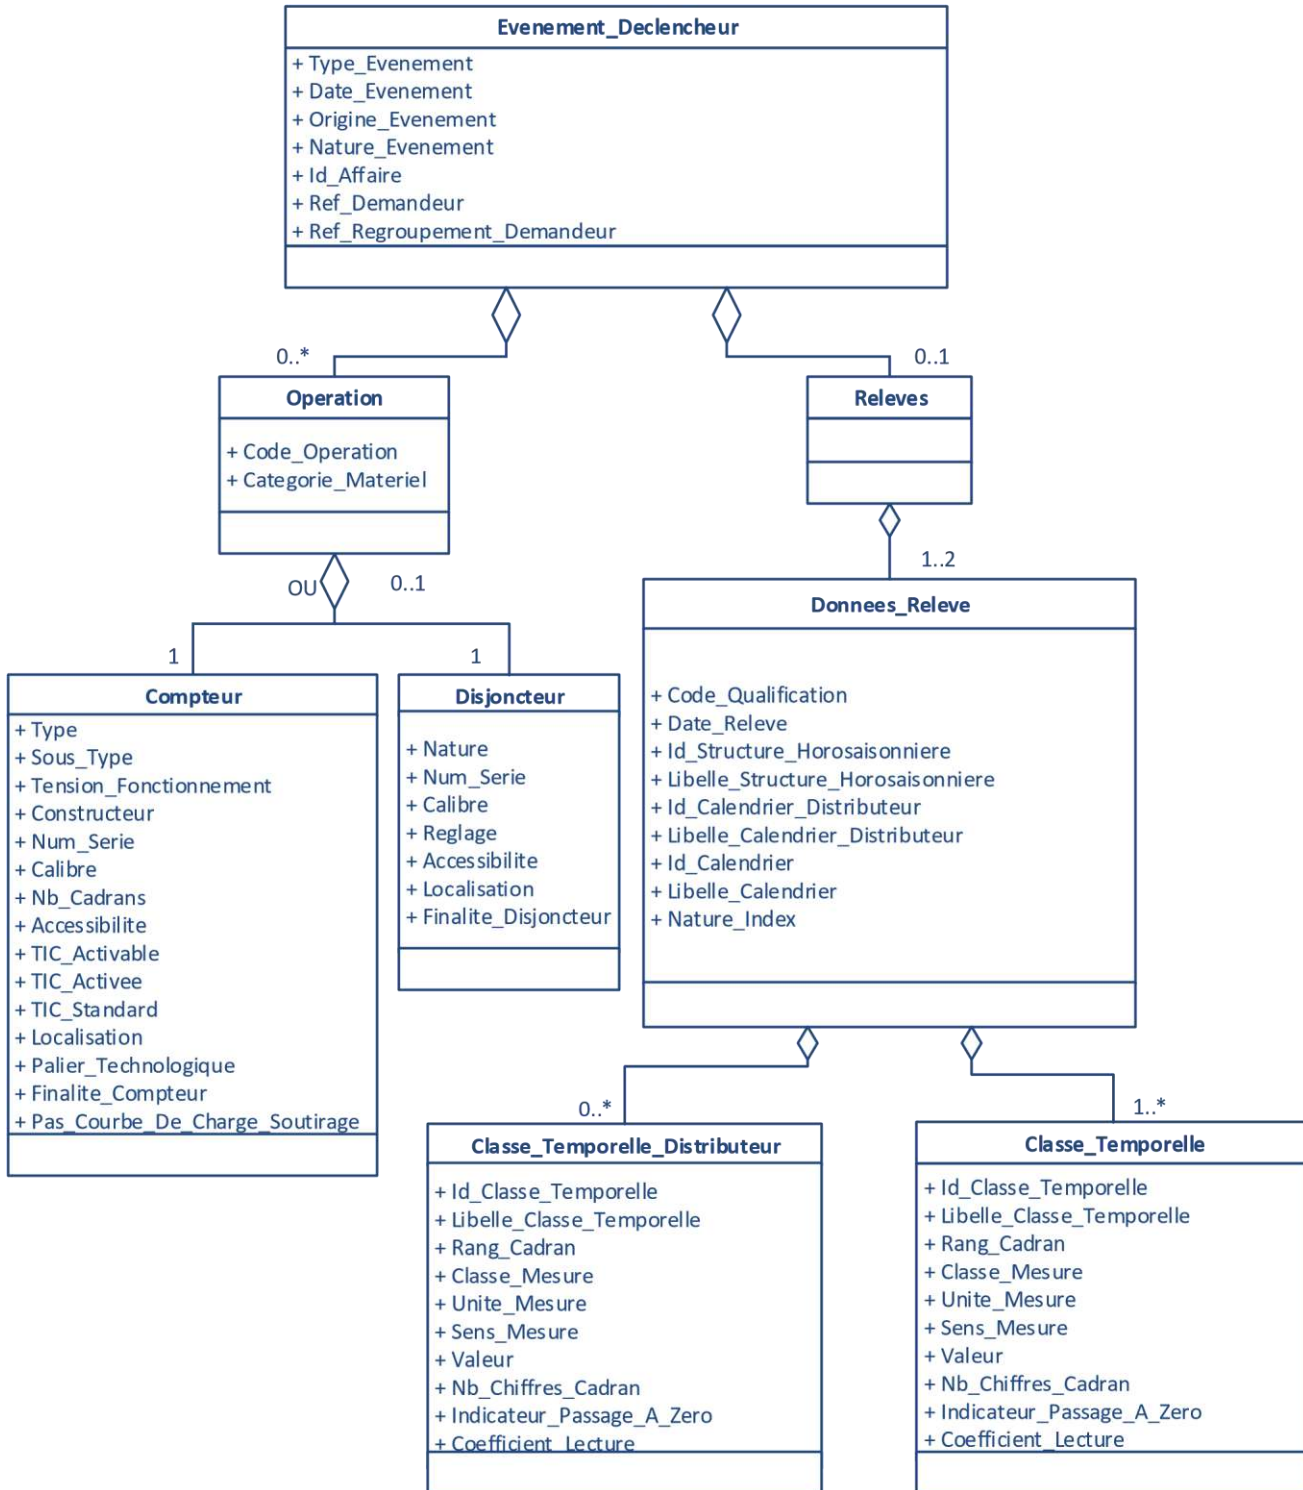 Evenement_Declencheur
+ Type_Evenement
+ Date_Evenement
+ Origine_Evenement
+ Nature_Evenement
+ Id_Affaire
+ Ref_Demandeur
+ Ref_Regroupement_Demandeur
0..*
0..1
Operation
+ Code_Operation
+ Categorie_Materiel
Releves
OU
0..1
1..2
1
1
Compteur
+ Type
+ Sous_Type
+ Tension_Fonctionnement
+ Constructeur
+ Num_Serie
+ Calibre
+ Nb_Cadrans
+ Accessibilite
+ TIC_Activable
+ TIC_Activee
+ TIC_Standard
+ Localisation
+ Palier_Technologique
+ Finalite_Compteur
+ Pas_Courbe_De_Charge_Soutirage
Disjoncteur
+ Nature
+ Num_Serie
+ Calibre
+ Reglage
+ Accessibilite
+ Localisation
+ Finalite_Disjoncteur
Donnees_Releve
+ Code_Qualification
+ Date_Releve
+ Id_Structure_Horosaisonniere
+ Libelle_Structure_Horosaisonniere
+ Id_Calendrier_Distributeur
+ Libelle_Calendrier_Distributeur
+ Id_Calendrier
+ Libelle_Calendrier
+ Nature_Index
0..*
1..*
Classe_Temporelle_Distributeur
+ Id_Classe_Temporelle
+ Libelle_Classe_Temporelle
+ Rang_Cadran
+ Classe_Mesure
+ Unite_Mesure
+ Sens_Mesure
+ Valeur
+ Nb_Chiffres_Cadran
+ Indicateur_Passage_A_Zero
+ Coefficient_Lecture
Classe_Temporelle
+ Id_Classe_Temporelle
+ Libelle_Classe_Temporelle
+ Rang_Cadran
+ Classe_Mesure
+ Unite_Mesure
+ Sens_Mesure
+ Valeur
+ Nb_Chiffres_Cadran
+ Indicateur_Passage_A_Zero
+ Coefficient_Lecture